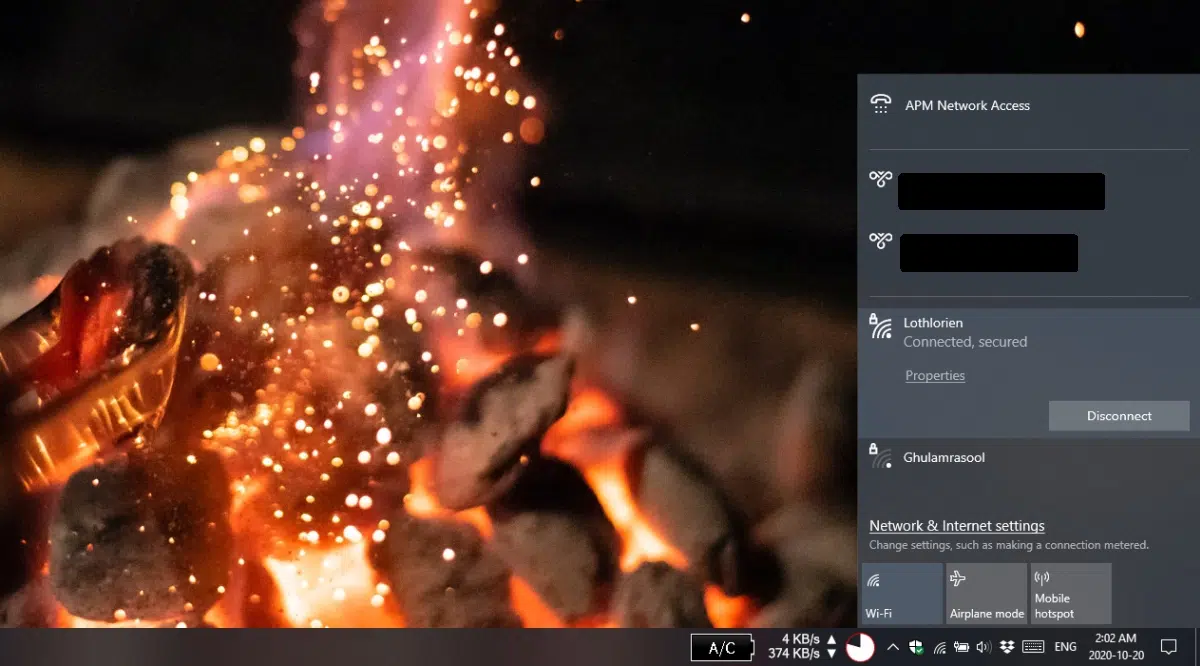 APM Network Access
Lothlorien
Connected, secured
Properties
Disconnect
Ghulamrasool
Network & Internet settings
Change settings, such as making a connection metered.
Wi-Fi
Airplane mode
Mobile
hotspot
A/C
4 KB/s
374 KB/s
ENG
2:02 AM
2020-10-20